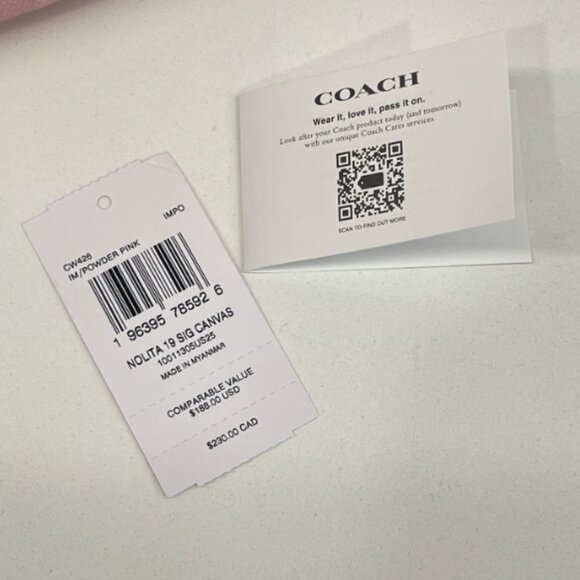 COACH
Wear it, love it, pass it on.
Look after your Coach product today (and tomorrow)
with our unique Coach Cares services.
SCAN TO FIND OUT MORE
CW428
IM/POWDER PINK
IMPO
1 96395 78592 6
NOLITA 19 SIG CANVAS
10011305US25
MADE IN MYANMAR
COMPARABLE VALUE
$188.00 USD
$230.00 CAD